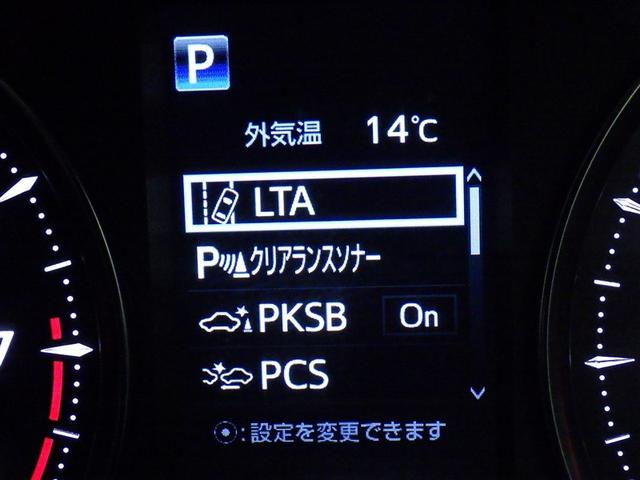 P
外気温 14℃
LTA
Pクリアランスソナー
PKSB On
PCS
:設定を変更できます